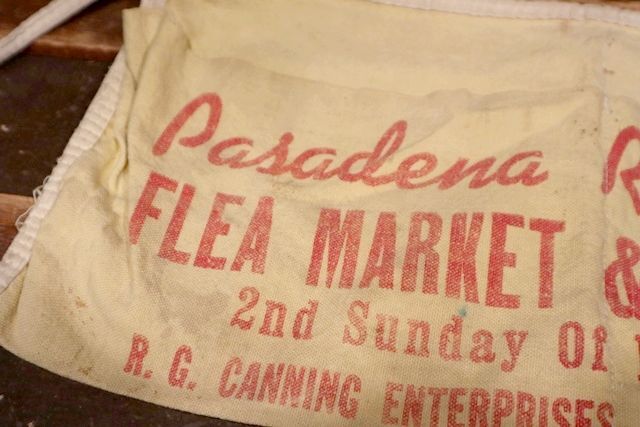 Pasadena R
FLEA MARKET &
2nd Sunday Of
R. G. CANNING ENTERPRISES